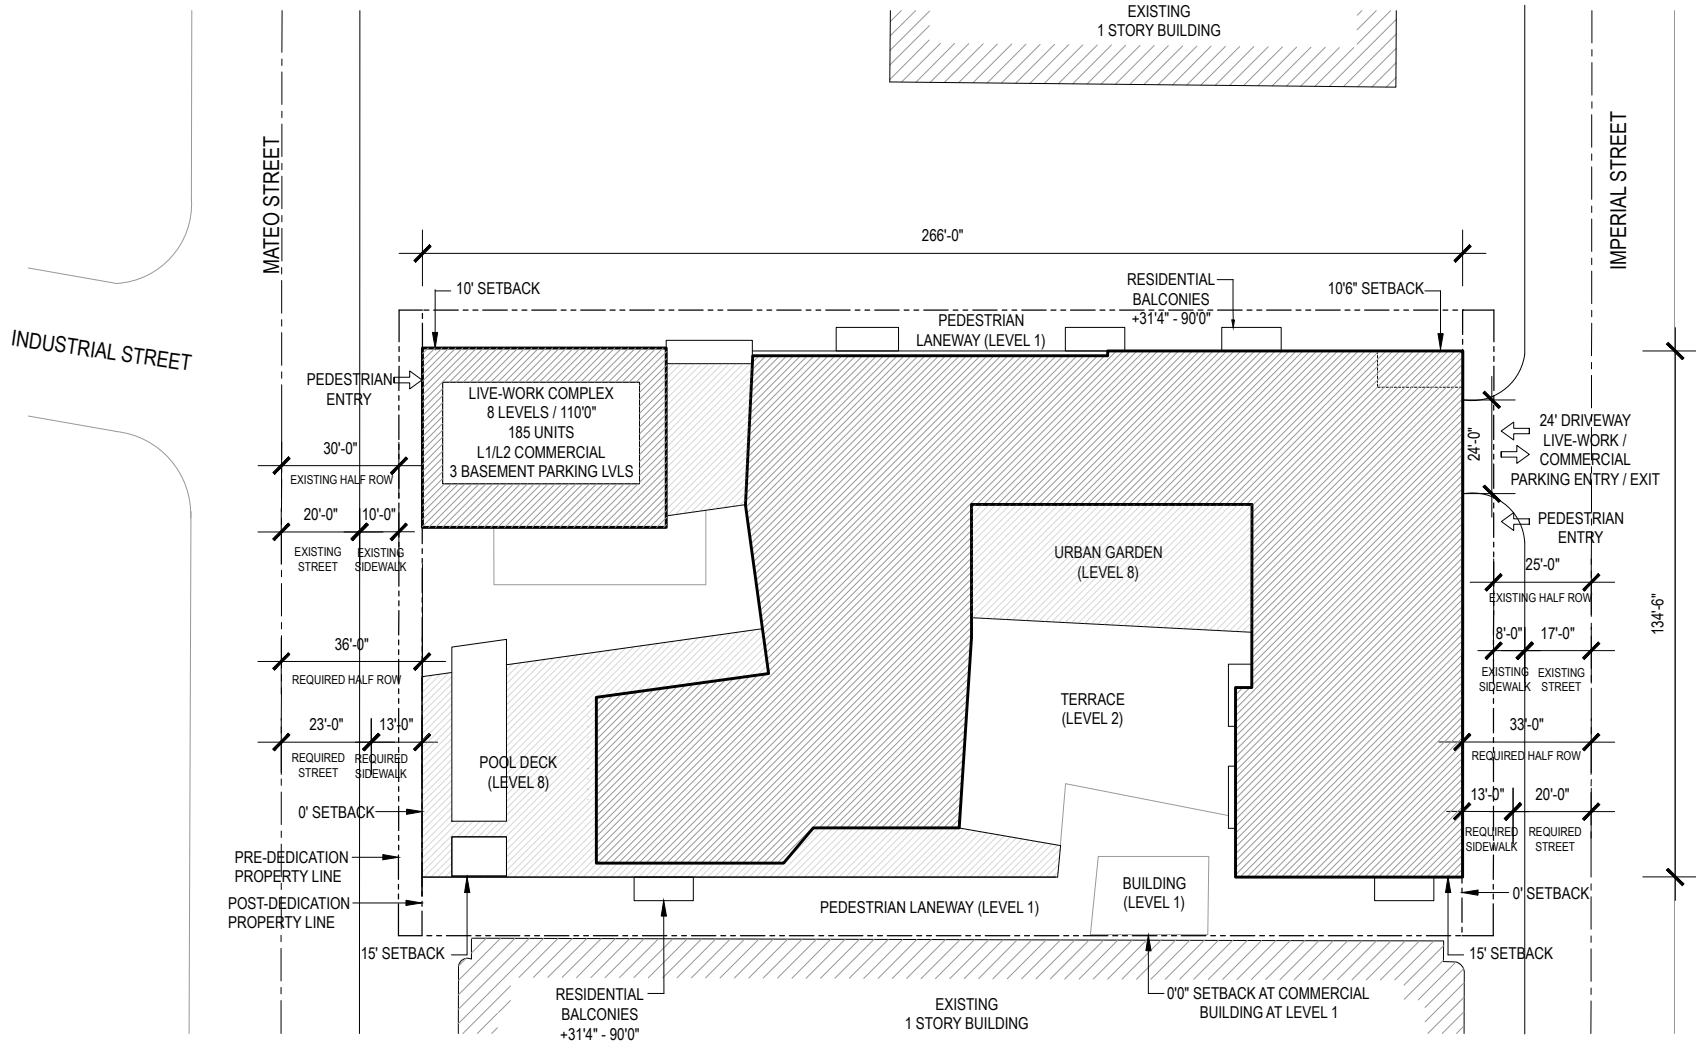 EXISTING
1 STORY BUILDING
MATEO STREET
IMPERIAL STREET
INDUSTRIAL STREET
266'-0"
10' SETBACK
RESIDENTIAL
BALCONIES
+31'4" - 90'0"
10'6" SETBACK
PEDESTRIAN
LANEWAY (LEVEL 1)
PEDESTRIAN
ENTRY
LIVE-WORK COMPLEX
8 LEVELS / 110'0"
185 UNITS
L1/L2 COMMERCIAL
3 BASEMENT PARKING LVLS
24'-0"
24' DRIVEWAY
LIVE-WORK /
COMMERCIAL
PARKING ENTRY / EXIT
PEDESTRIAN
ENTRY
30'-0"
EXISTING HALF ROW
20'-0"
10'-0"
EXISTING
STREET
EXISTING
SIDEWALK
URBAN GARDEN
(LEVEL 8)
25'-0"
EXISTING HALF ROW
134'-6"
8'-0"
17'-0"
EXISTING
SIDEWALK
EXISTING
STREET
36'-0"
REQUIRED HALF ROW
23'-0"
13'-0"
REQUIRED
STREET
REQUIRED
SIDEWALK
TERRACE
(LEVEL 2)
33'-0"
REQUIRED HALF ROW
13'-0"
20'-0"
REQUIRED
SIDEWALK
REQUIRED
STREET
POOL DECK
(LEVEL 8)
0' SETBACK
PRE-DEDICATION
PROPERTY LINE
POST-DEDICATION
PROPERTY LINE
15' SETBACK
PEDESTRIAN LANEWAY (LEVEL 1)
BUILDING
(LEVEL 1)
0' SETBACK
15' SETBACK
RESIDENTIAL
BALCONIES
+31'4" - 90'0"
EXISTING
1 STORY BUILDING
0'0" SETBACK AT COMMERCIAL
BUILDING AT LEVEL 1